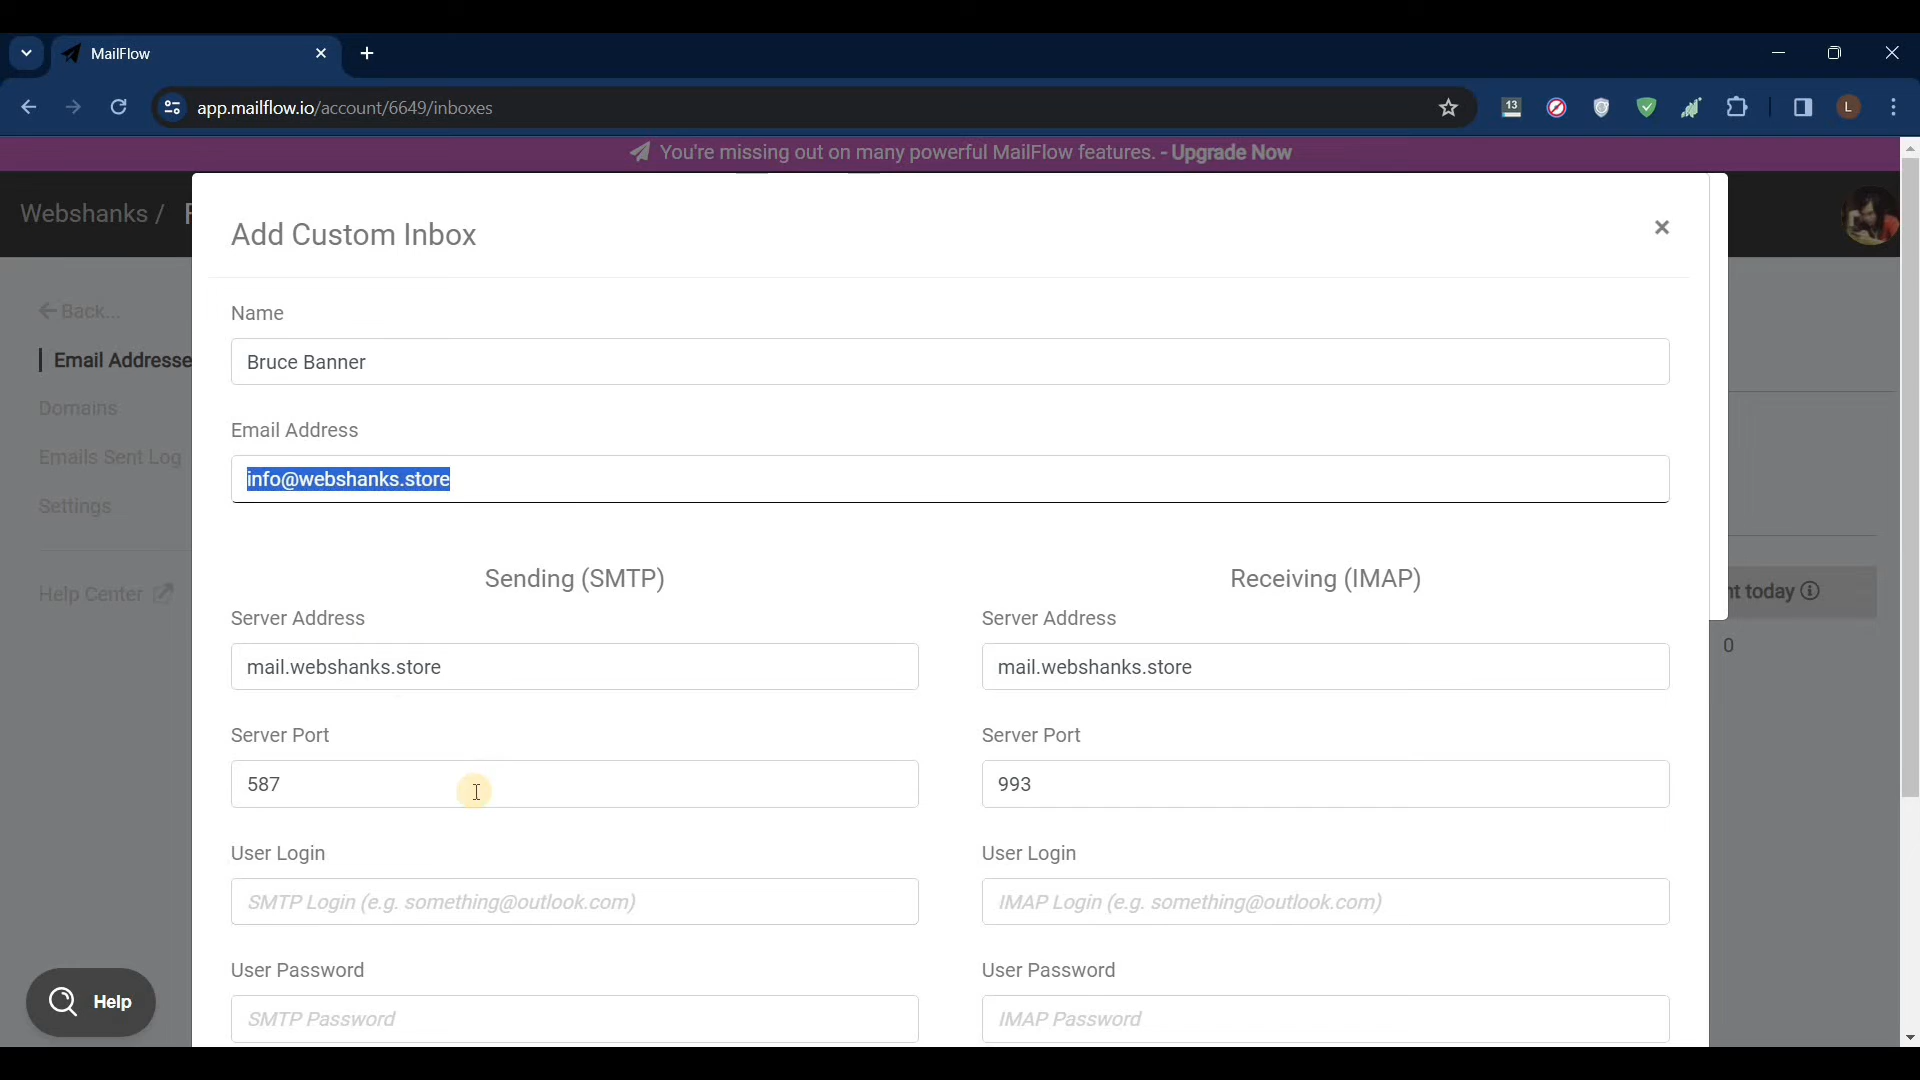 MailFlow
app.mailflow.io/account/6649/inboxes
13
L
You're missing out on many powerful MailFlow features. - Upgrade Now
Webshanks /
Add Custom Inbox
×
Back...
Name
Bruce Banner
Email Addresse
Domains
Email Address
Emails Sent Log
info@webshanks.store
Settings
Sending (SMTP)
Receiving (IMAP)
Help Center
Server Address
Server Address
nt today
mail.webshanks.store
mail.webshanks.store
0
Server Port
Server Port
587
993
User Login
User Login
SMTP Login (e.g. something@outlook.com)
IMAP Login (e.g. something@outlook.com)
User Password
User Password
Help
SMTP Password
IMAP Password